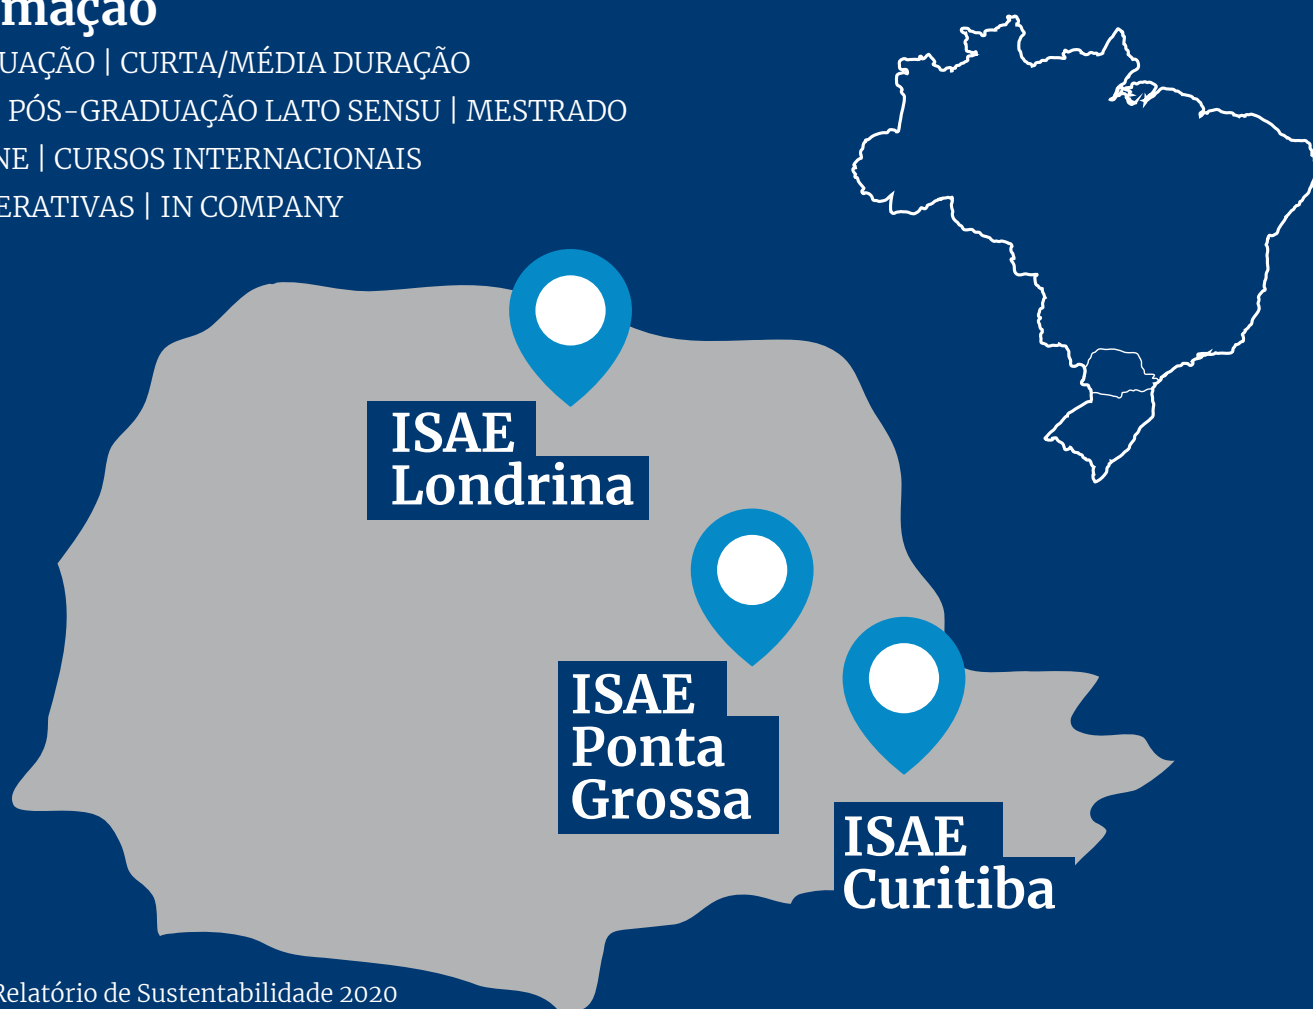 mação
UAÇÃO | CURTA/MÉDIA DURAÇÃO
PÓS-GRADUAÇÃO LATO SENSU | MESTRADO
NE | CURSOS INTERNACIONAIS
ERATIVAS | IN COMPANY
ISAE
Londrina
ISAE
Ponta
Grossa
ISAE
Curitiba
Relatório de Sustentabilidade 2020